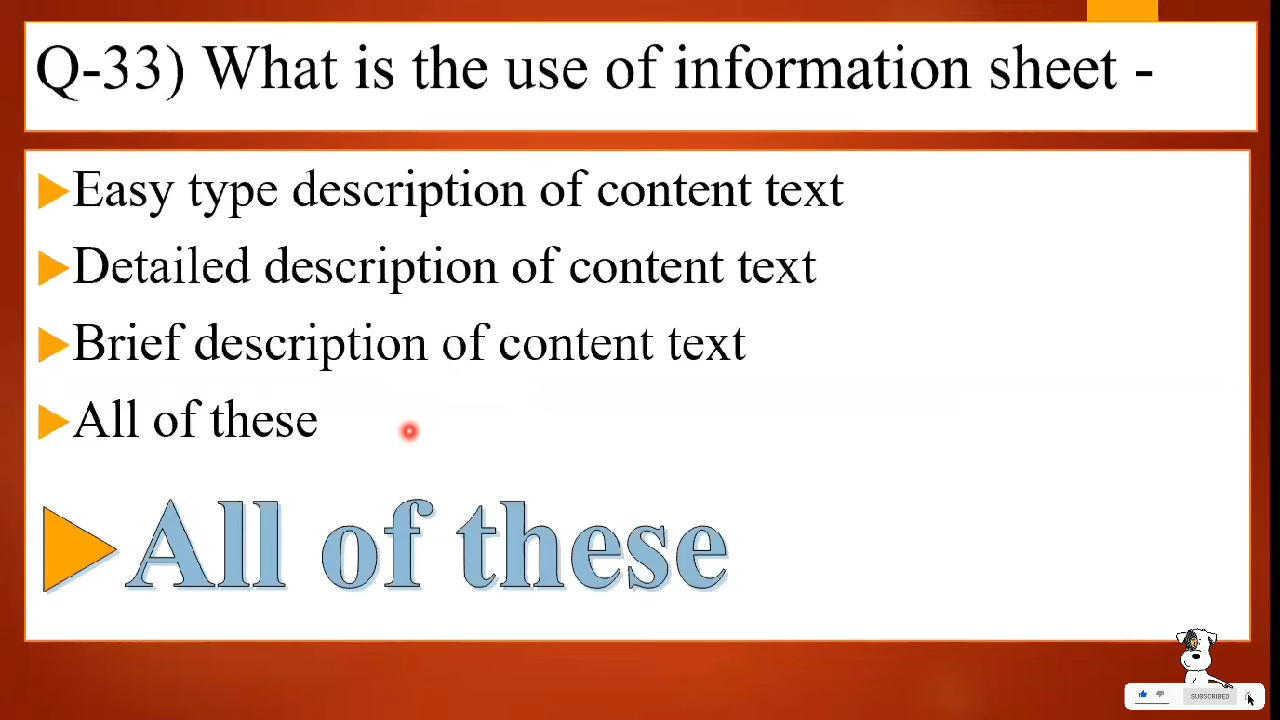 Q-33) What is the use of information sheet -
Easy type description of content text
Detailed description of content text
Brief description of content text
All of these
All of these
SUBSCRIBED